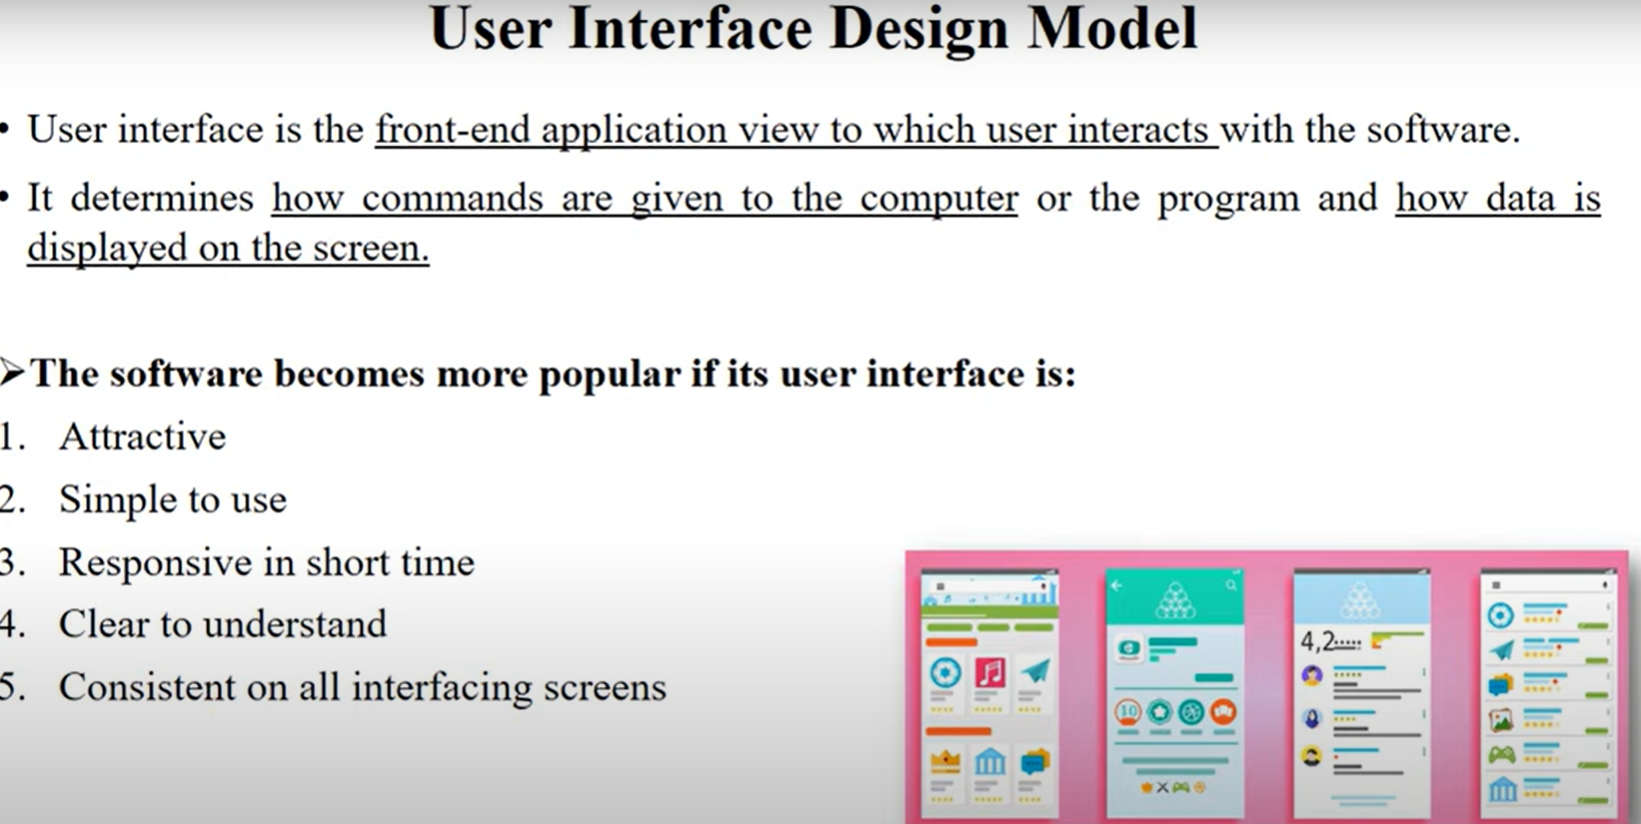 User Interface Design Model
• User interface is the front-end application view to which user interacts with the software.
• It determines how commands are given to the computer or the program and how data is
displayed on the screen.
➢The software becomes more popular if its user interface is:
1. Attractive
2. Simple to use
3. Responsive in short time
4. Clear to understand
5. Consistent on all interfacing screens
4,2
10